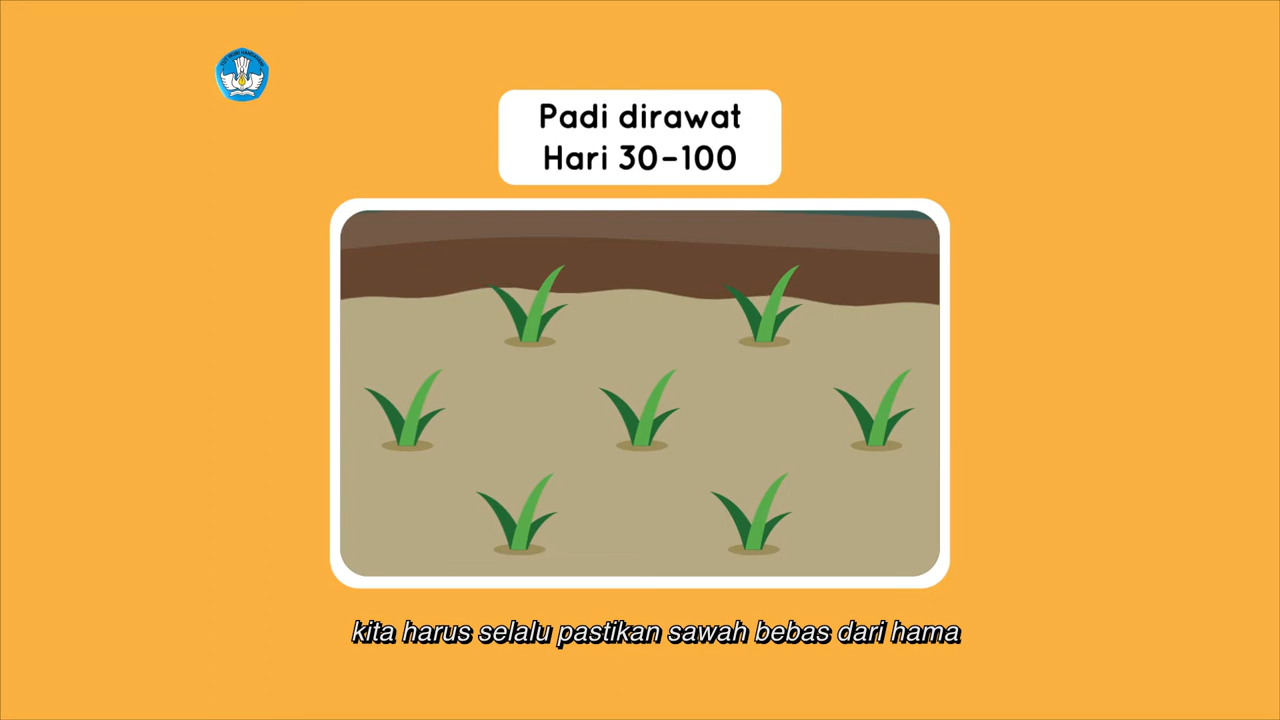 Padi dirawat
Hari 30-100
kita harus selalu pastikan sawah bebas dari hama